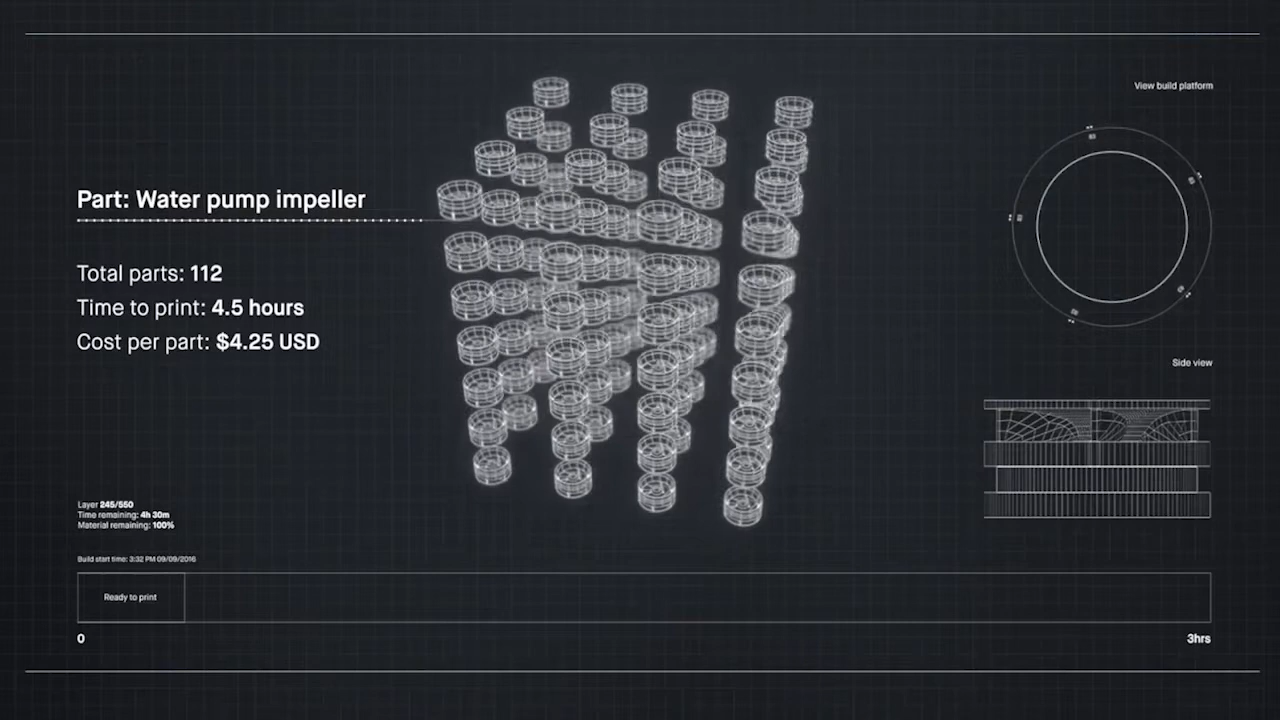 View build platform
Part: Water pump impeller
Total parts: 112
Time to print: 4.5 hours
Cost per part: $4.25 USD
Side view
Layer 245/550
Time remaining: 4h 30m
Material remaining: 100%
Build start time: 3:32 PM 09/09/2016
Ready to print
0
3hrs